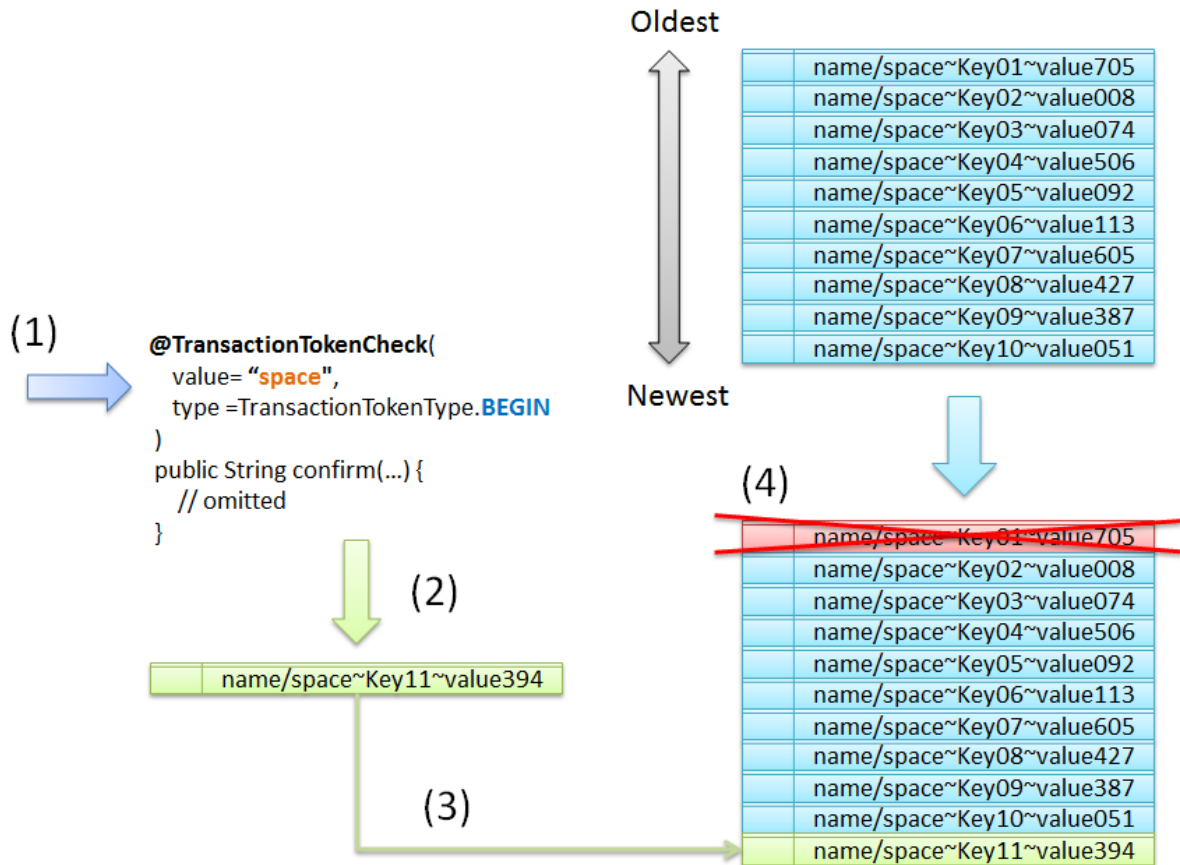 Oldest
name/space~Key01~value705
name/space~Key02~value008
name/space~Key03~value074
name/space~Key04~value506
name/space~Key05~value092
name/space~Key06~value113
name/space~Key07~value605
name/space~Key08~value427
name/space~Key09~value387
name/space~Key10~value051
Newest
(1)
@TransactionTokenCheck(
value= “space",
type =TransactionTokenType.BEGIN
)
public String confirm(...) {
// omitted
}
(2)
name/space~Key11~value394
(3)
(4)
name/space~Key01~value705
name/space~Key02~value008
name/space~Key03~value074
name/space~Key04~value506
name/space~Key05~value092
name/space~Key06~value113
name/space~Key07~value605
name/space~Key08~value427
name/space~Key09~value387
name/space~Key10~value051
name/space~Key11~value394